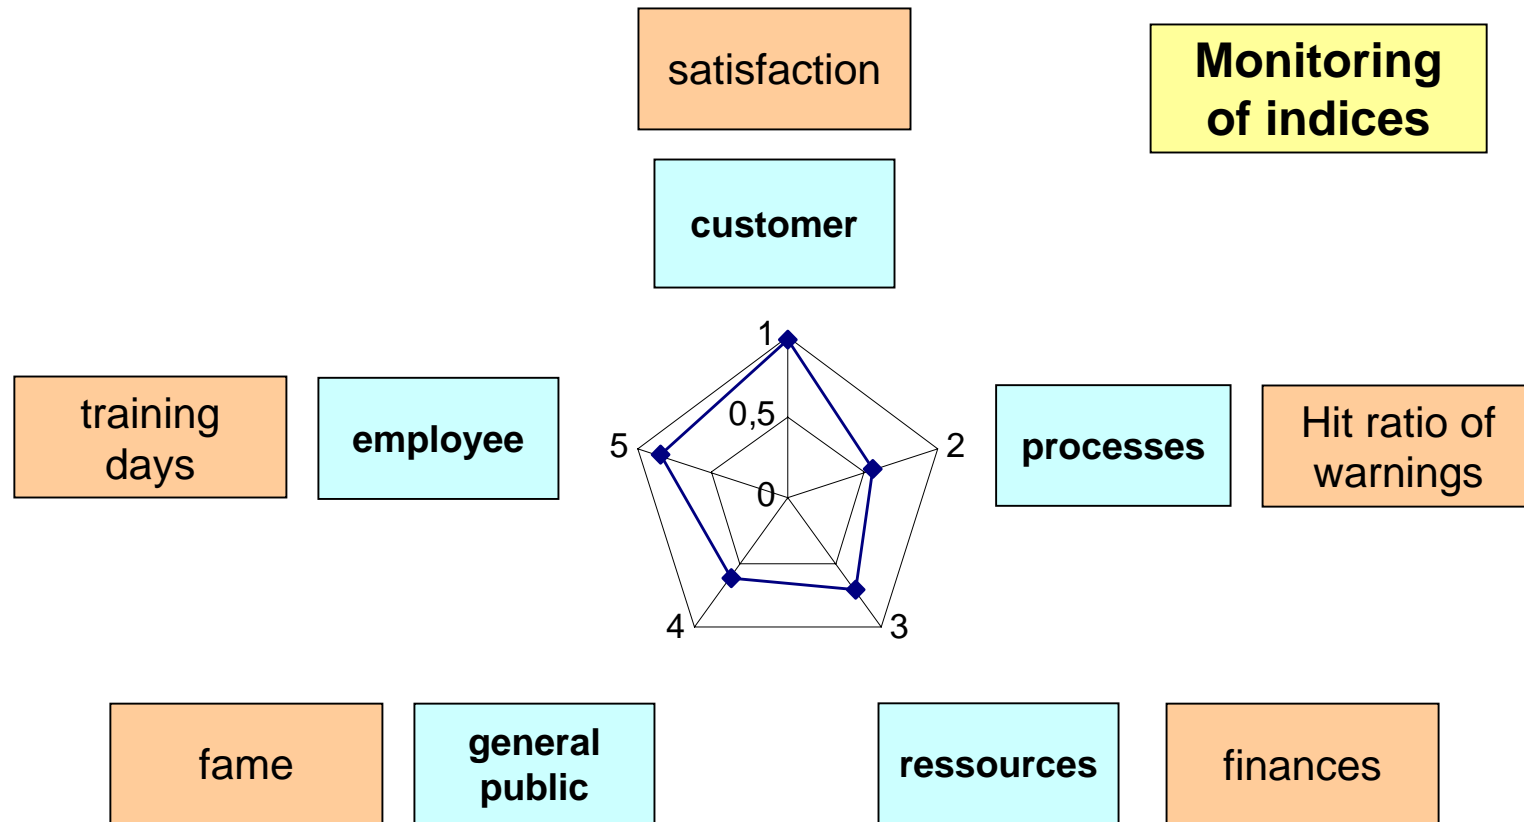 satisfaction
Monitoring
of indices
customer
1
0,5
0
5
2
4
3
training
days
employee
processes
Hit ratio of
warnings
fame
general
public
ressources
finances